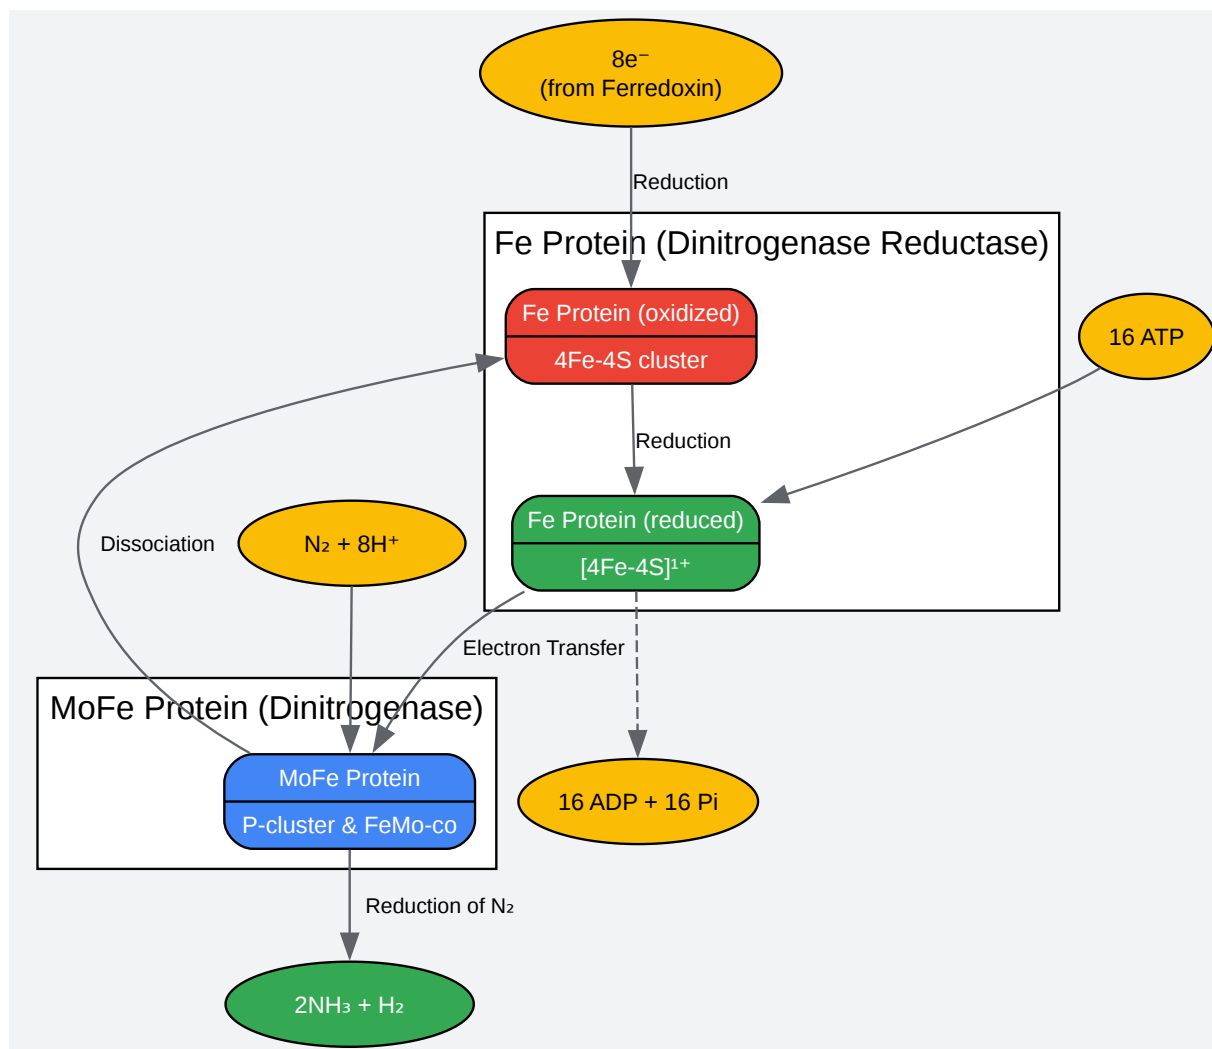 8e⁻
(from Ferredoxin)
Reduction
Fe Protein (Dinitrogenase Reductase)
Fe Protein (oxidized)
4Fe-4S cluster
16 ATP
Reduction
Fe Protein (reduced)
[4Fe-4S]¹⁺
Dissociation
N₂ + 8H⁺
Electron Transfer
MoFe Protein (Dinitrogenase)
MoFe Protein
P-cluster & FeMo-co
16 ADP + 16 Pi
Reduction of N₂
2NH₃ + H₂